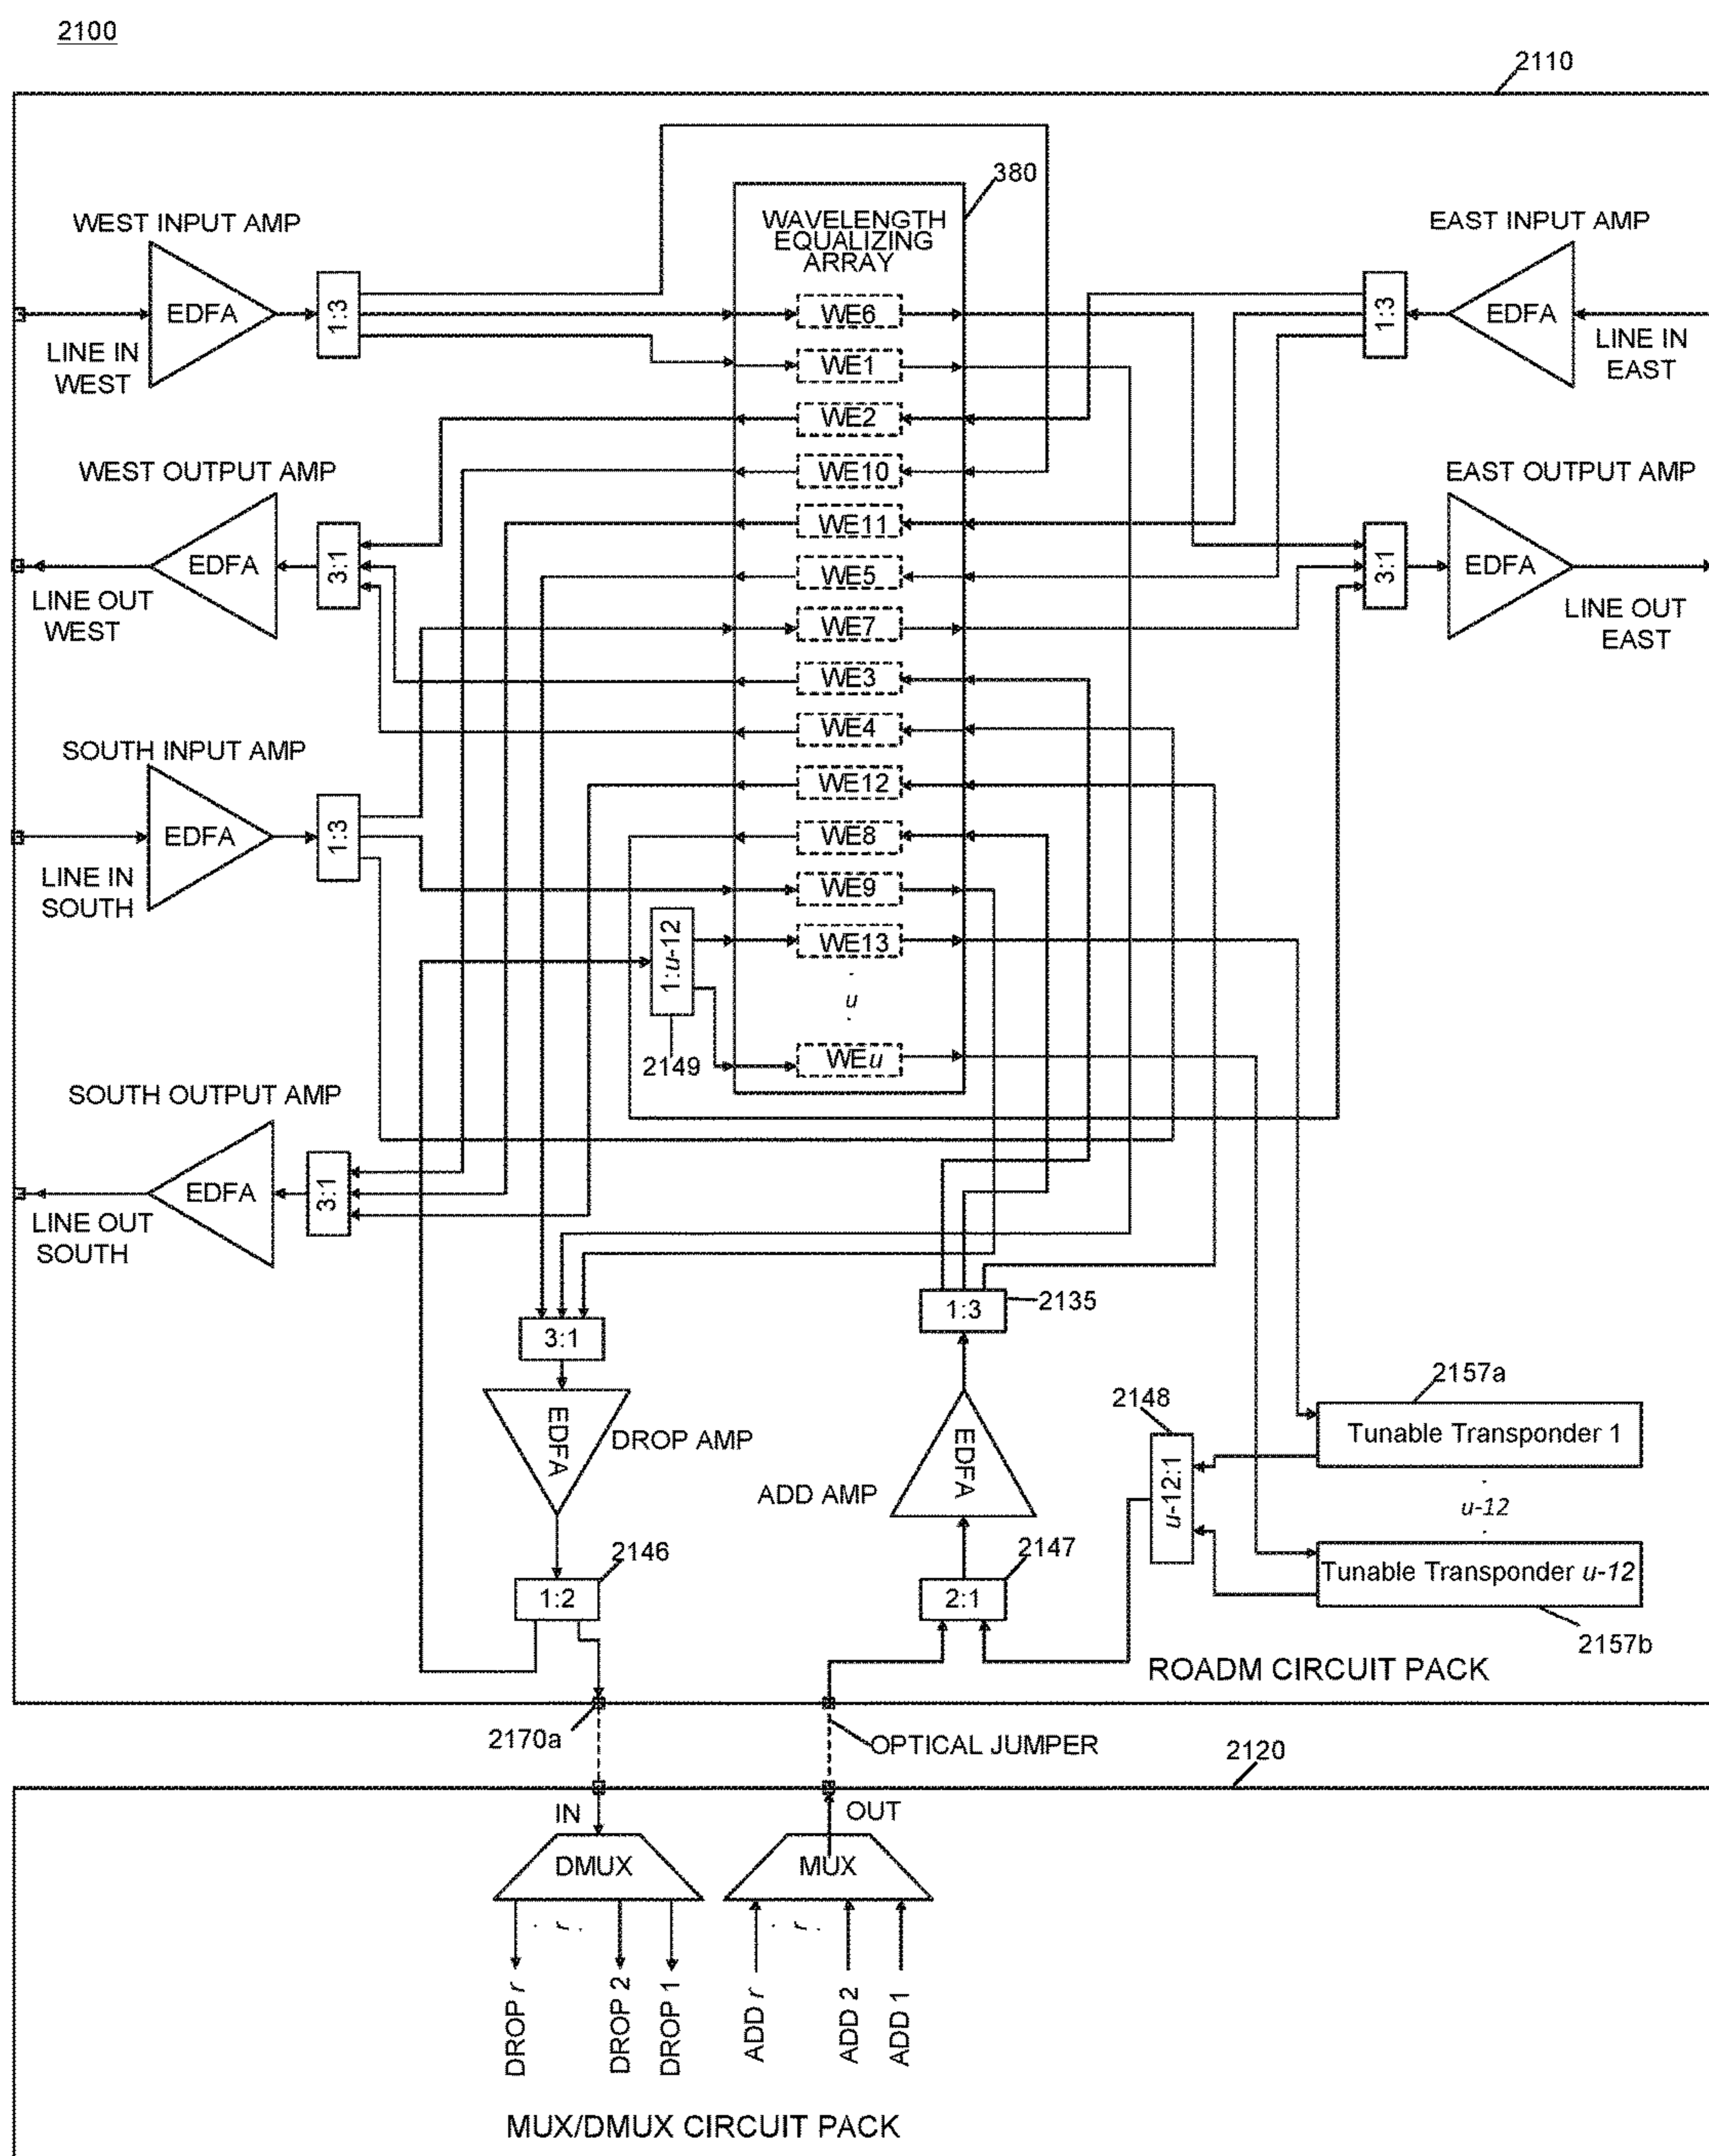 2100
2110
380
WEST INPUT AMP
WAVELENGTH
EQUALIZING
ARRAY
EAST INPUT AMP
EDFA
1:3
WE6
1:3
EDFA
LINE IN
WEST
LINE IN
EAST
WE1
WE2
WEST OUTPUT AMP
WE10
EAST OUTPUT AMP
WE11
EDFA
3:1
WE5
3:1
EDFA
LINE OUT
WEST
LINE OUT
EAST
WE7
WE3
WE4
SOUTH INPUT AMP
WE12
EDFA
1:3
WE8
LINE IN
SOUTH
WE9
1:u-12
WE13
u
2149
WEu
SOUTH OUTPUT AMP
EDFA
3:1
LINE OUT
SOUTH
3:1
1:3
2135
EDFA
DROP AMP
EDFA
ADD AMP
2148
u-12:1
2157a
Tunable Transponder 1
u-12
Tunable Transponder u-12
2157b
2146
1:2
2147
2:1
ROADM CIRCUIT PACK
2170a
OPTICAL JUMPER
2120
IN
OUT
DMUX
MUX
r
r
DROP r
DROP 2
DROP 1
ADD r
ADD 2
ADD 1
MUX/DMUX CIRCUIT PACK